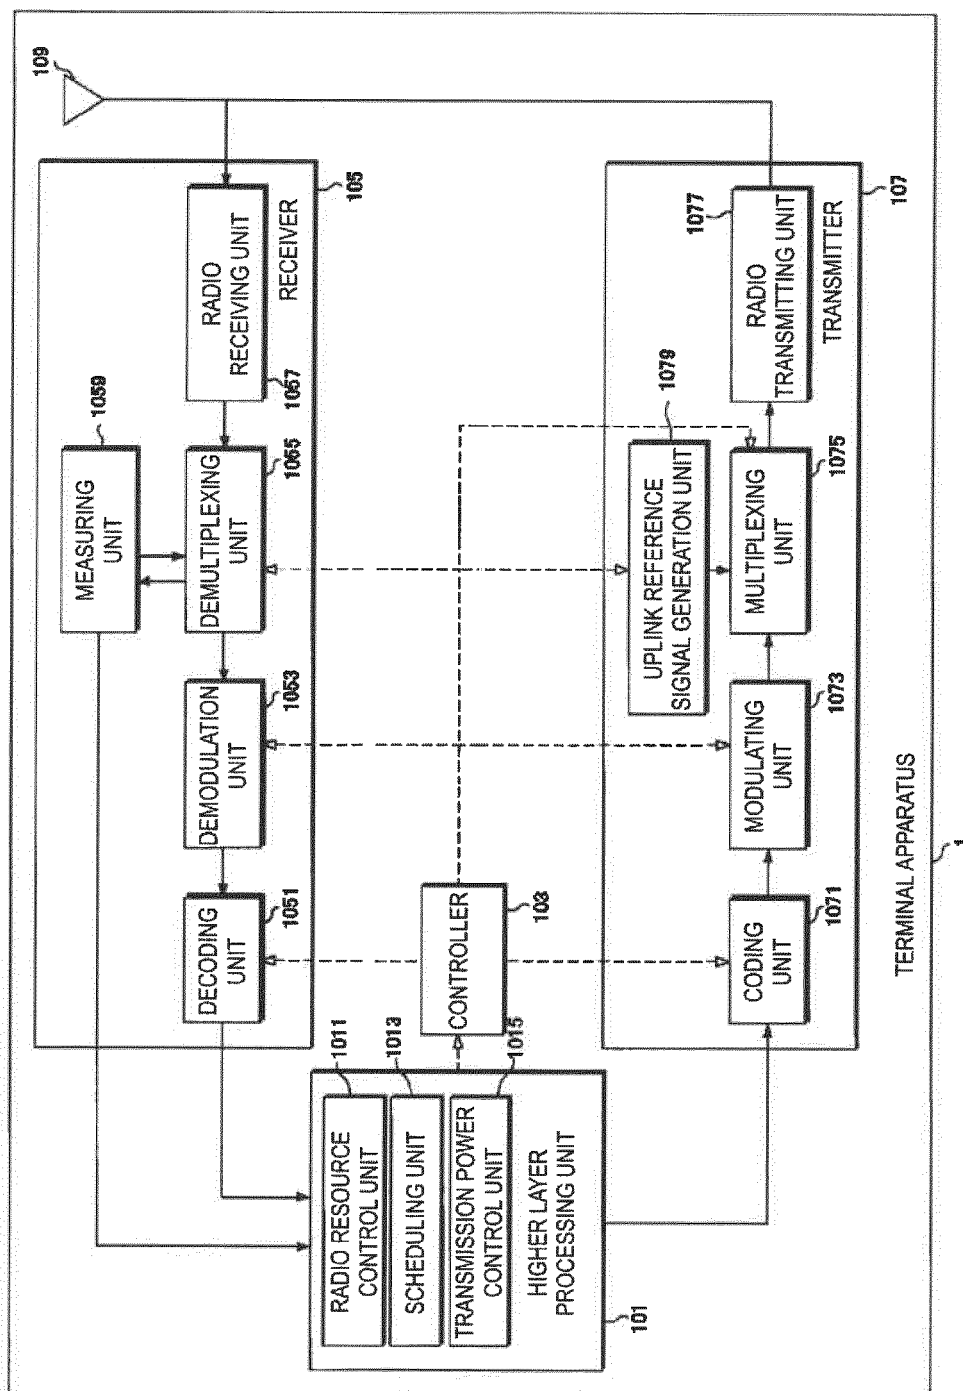 109
1059
MEASURING
UNIT
RADIO
RECEIVING UNIT
1057
DEMULTIPLEXING
UNIT
1055
DEMODULATION
UNIT
1053
DECODING
UNIT
1051
RECEIVER
105
RADIO RESOURCE
CONTROL UNIT
1011
SCHEDULING UNIT
1013
TRANSMISSION POWER
CONTROL UNIT
1015
HIGHER LAYER
PROCESSING UNIT
101
CONTROLLER
103
UPLINK REFERENCE
SIGNAL GENERATION UNIT
1079
CODING
UNIT
1071
MODULATING
UNIT
1073
MULTIPLEXING
UNIT
1075
RADIO
TRANSMITTING UNIT
1077
TRANSMITTER
107
TERMINAL APPARATUS
1